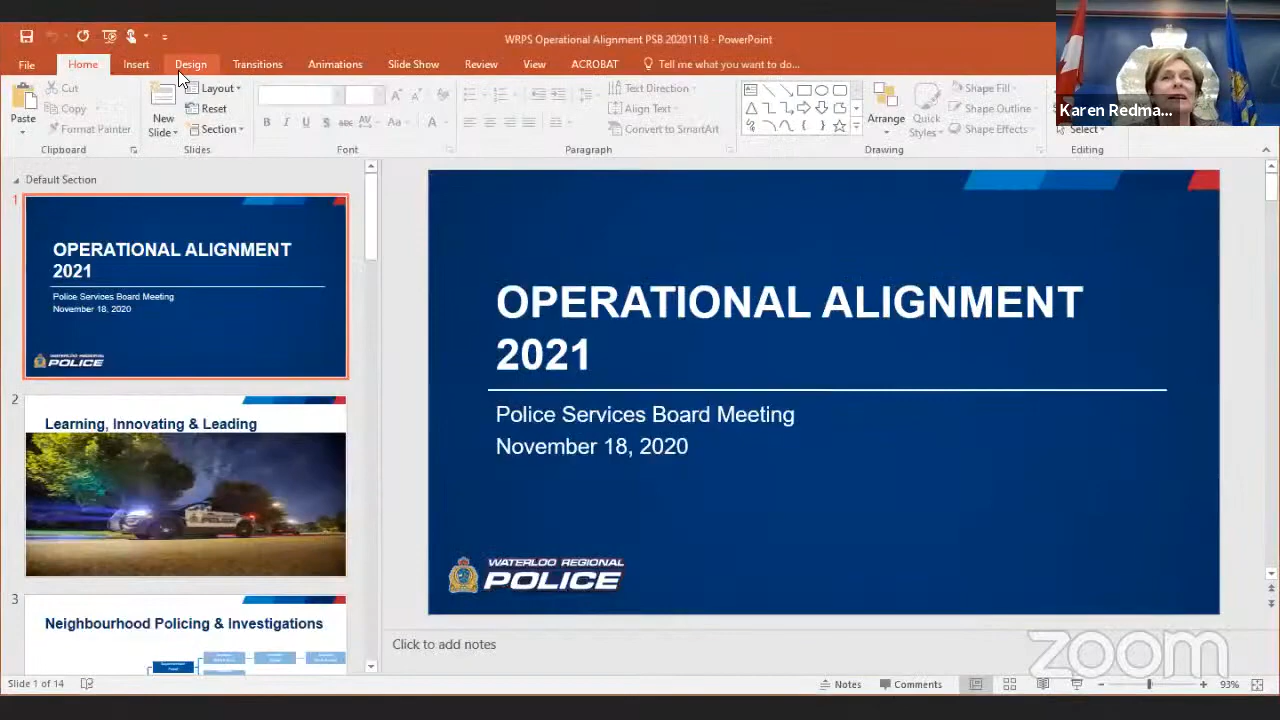 WRPS Operational Alignment PSB 20201118 - PowerPoint
File
Home
Insert
Design
Transitions
Animations
Slide Show
Review
View
ACROBAT
Tell me what you want to do...
Karen Redma...
Paste
Cut
Copy
Format Painter
Clipboard
New
Slide
Layout
Reset
Section
Slides
B I U S abc AV Aa A
Font
Text Direction
Align Text
Convert to SmartArt
Paragraph
Arrange
Quick
Styles
Shape Fill
Shape Outline
Shape Effects
Drawing
Select
Editing
Default Section
1
OPERATIONAL ALIGNMENT
2021
Police Services Board Meeting
November 18, 2020
WATERLOO REGIONAL
POLICE
2
Learning, Innovating & Leading
3
Neighbourhood Policing & Investigations
OPERATIONAL ALIGNMENT
2021
Police Services Board Meeting
November 18, 2020
WATERLOO REGIONAL
POLICE
Click to add notes
zoom
Slide 1 of 14
Notes
Comments
93%